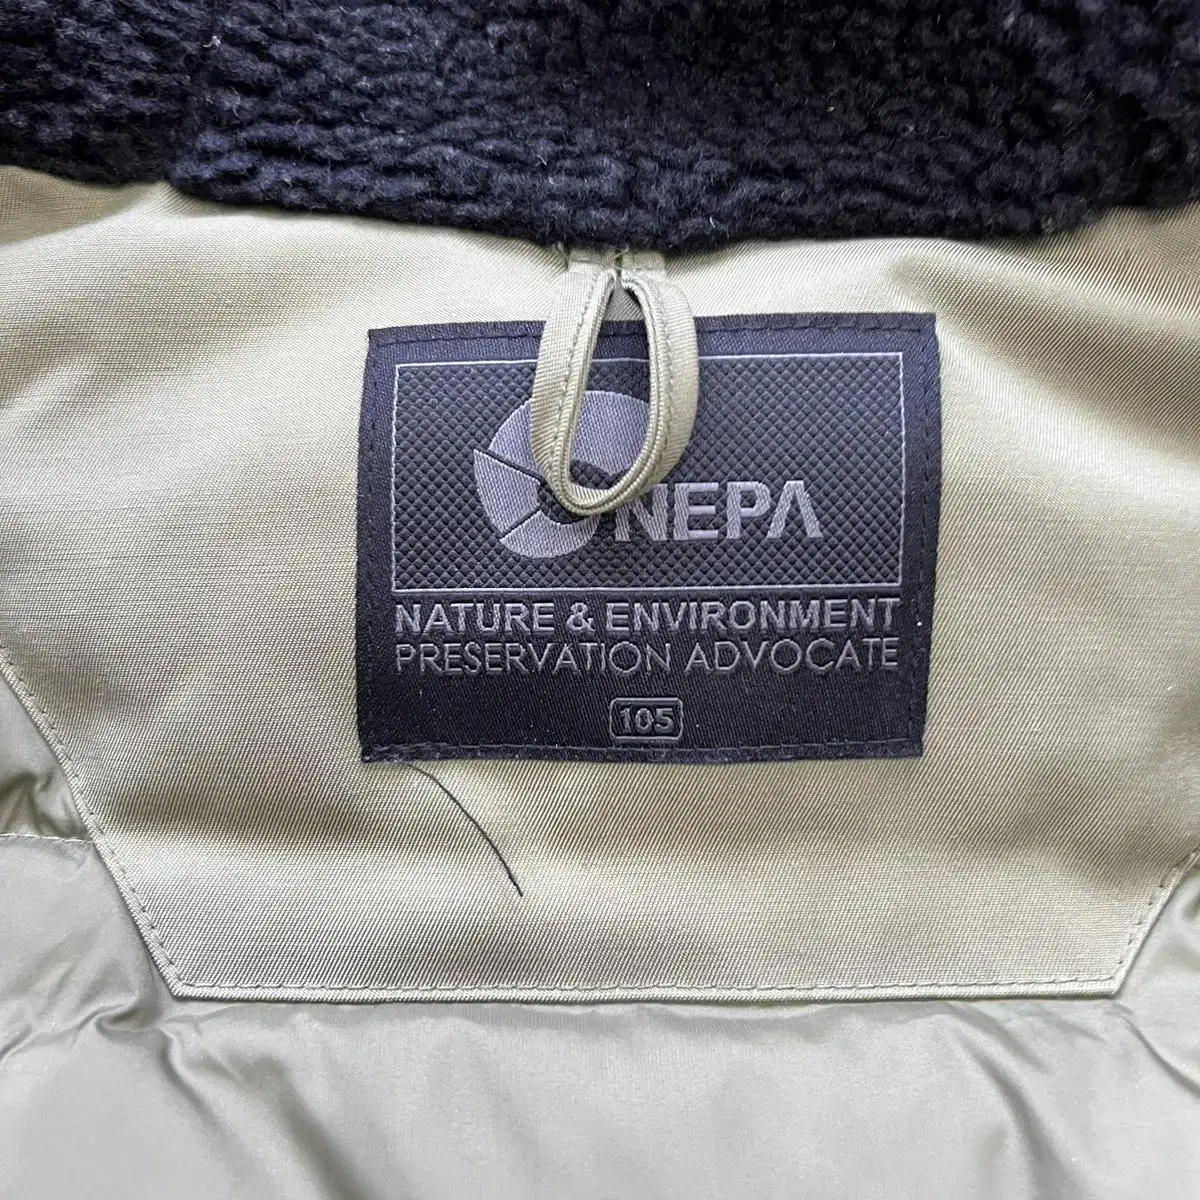 NEPA
NATURE & ENVIRONMENT
PRESERVATION ADVOCATE
105